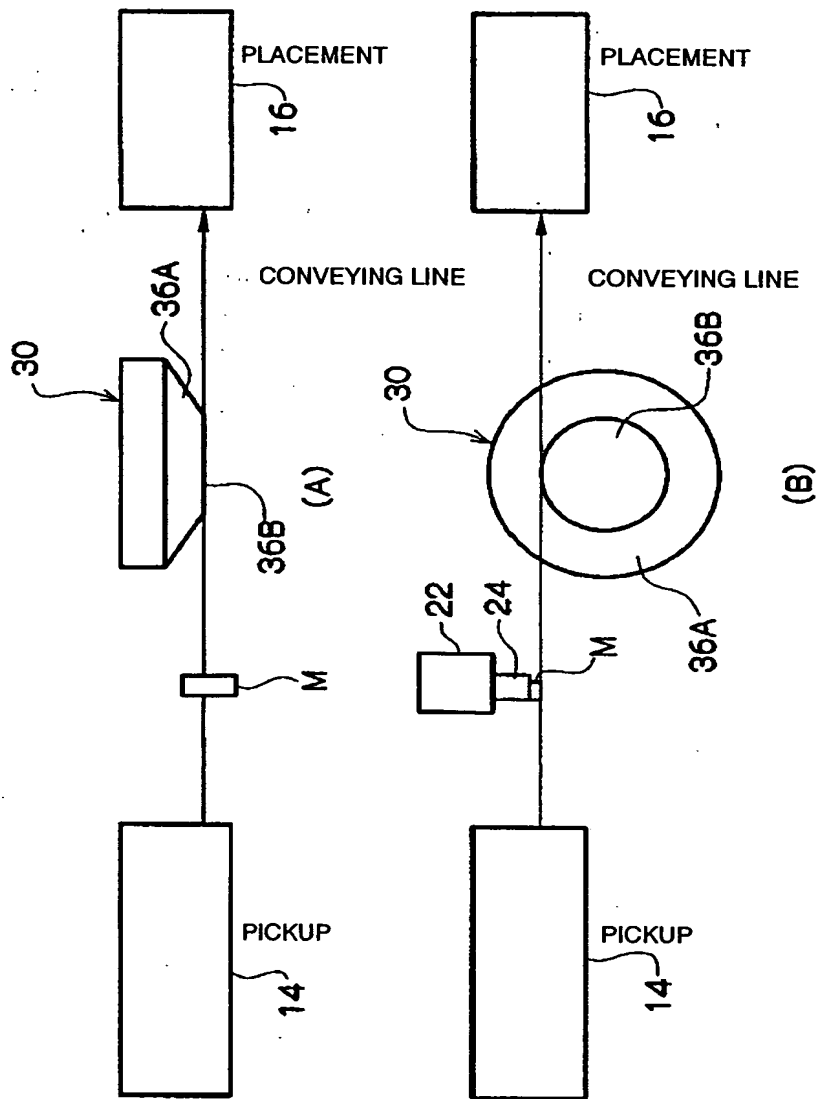 PLACEMENT
16
30
36A
CONVEYING LINE
36B
(A)
M
PICKUP
14
PLACEMENT
16
CONVEYING LINE
36B
30
(B)
36A
22
24
M
PICKUP
14